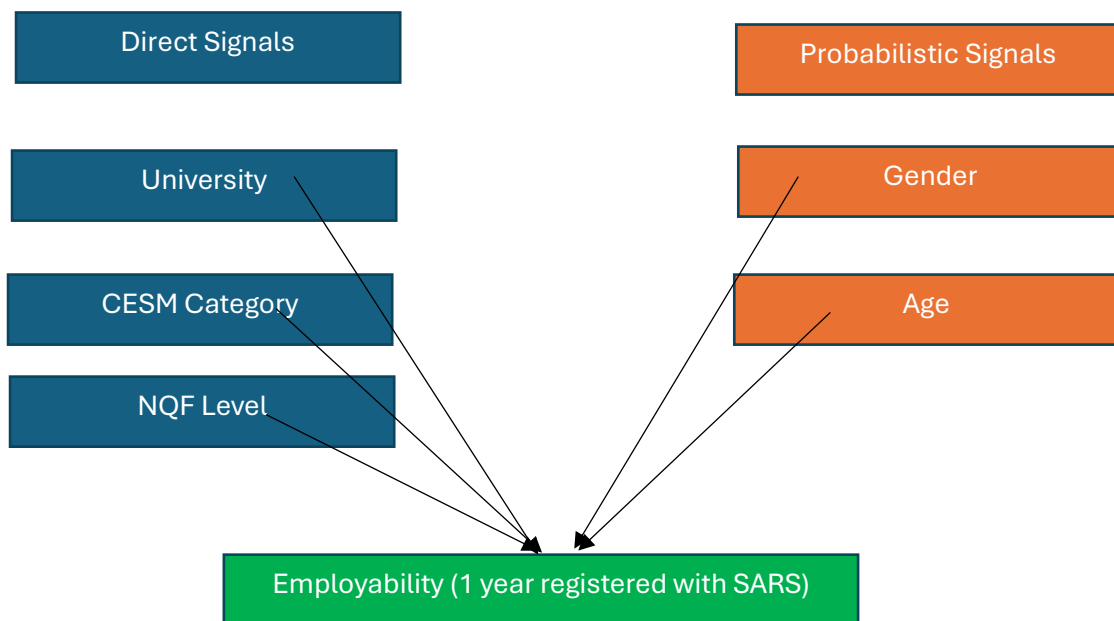 Direct Signals
Probabilistic Signals
University
Gender
CESM Category
Age
NQF Level
Employability (1 year registered with SARS)